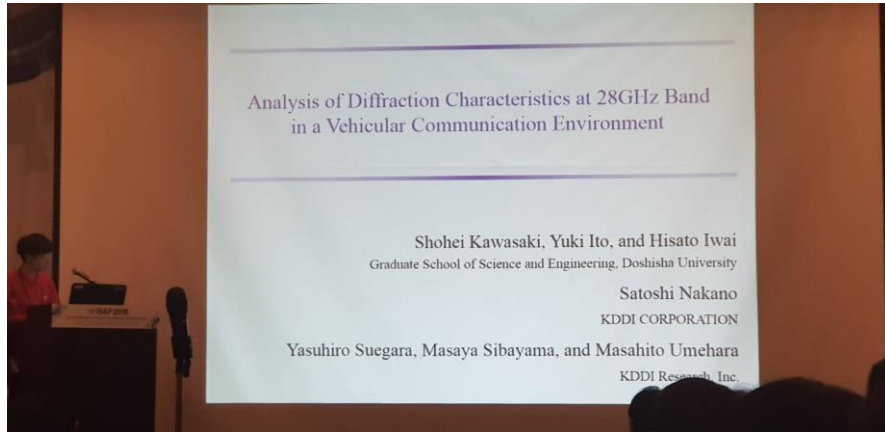 Analysis of Diffraction Characteristics at 28GHz Band
in a Vehicular Communication Environment
Shohei Kawasaki, Yuki Ito, and Hisato Iwai
Graduate School of Science and Engineering, Doshisha University
Satoshi Nakano
KDDI CORPORATION
Yasuhiro Suegara, Masaya Sibayama, and Masahito Umehara
KDDI Research, Inc.
ISAP 2018